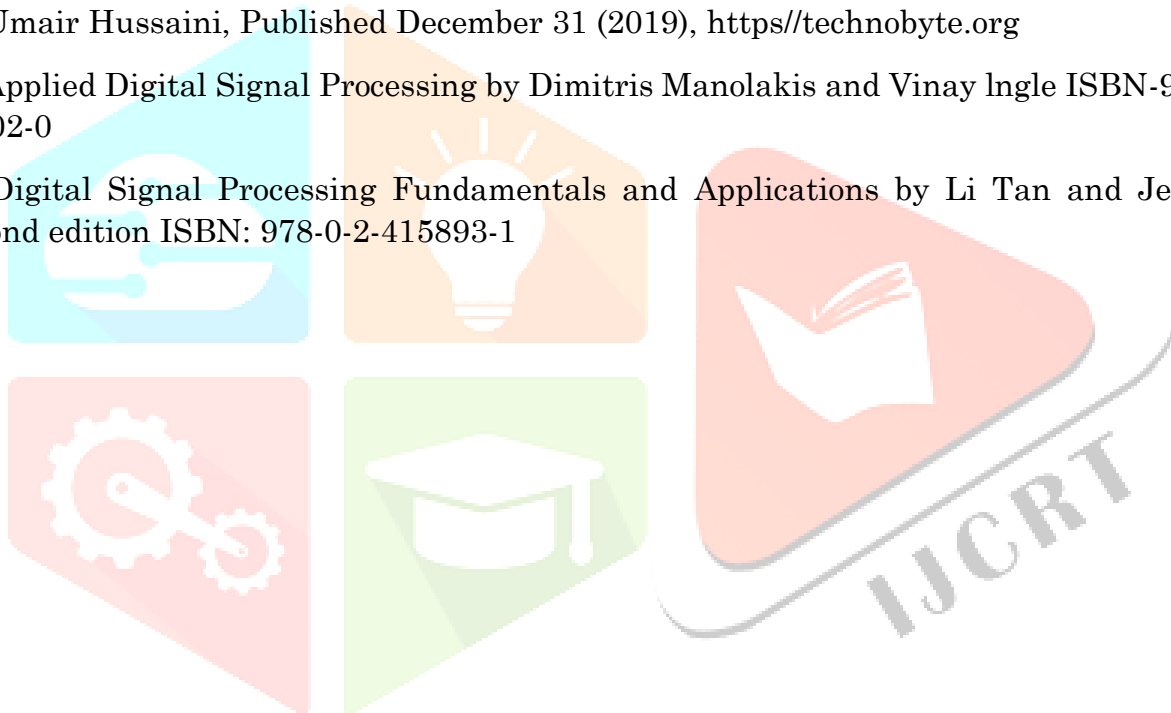 Umair Hussaini, Published December 31 (2019), https//technobyte.org
Applied Digital Signal Processing by Dimitris Manolakis and Vinay lngle ISBN-9
02-0
Digital Signal Processing Fundamentals and Applications by Li Tan and Je
ond edition ISBN: 978-0-2-415893-1
IJCRT